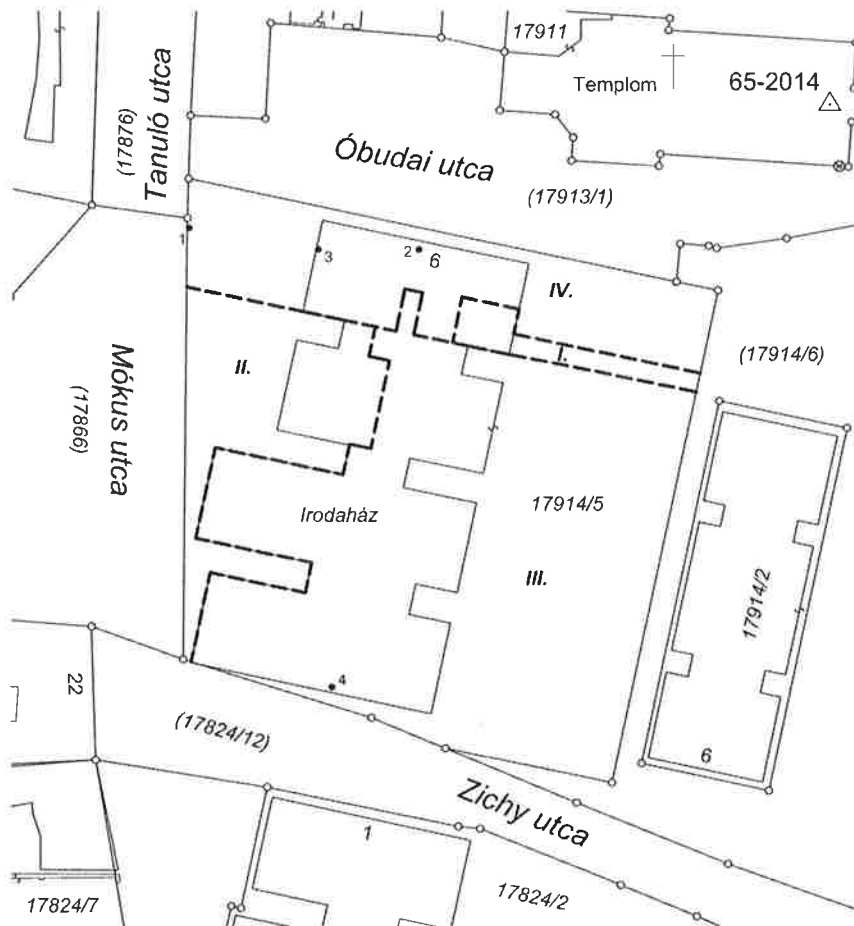 17911
Templom
65-2014
(17876)
Tanuló utca
Óbudai utca
(17913/1)
1
3
2
6
IV.
I.
(17914/6)
II.
Mókus utca
(17866)
Irodaház
17914/5
III.
17914/2
4
22
(17824/12)
6
Zichy utca
1
17824/7
17824/2